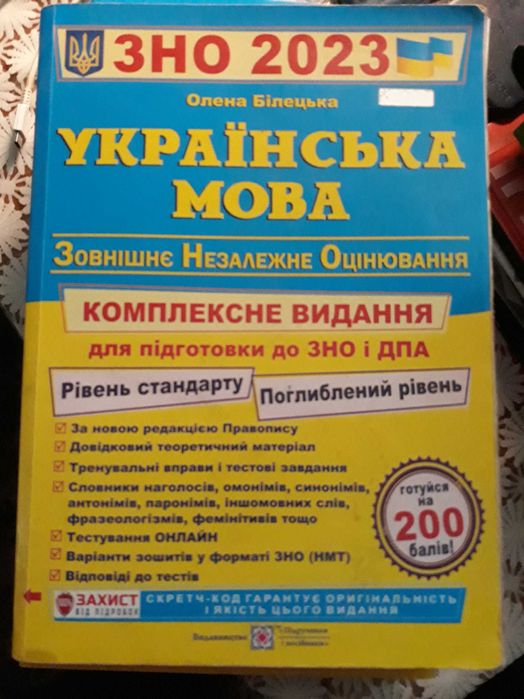 ЗНО 2023
Олена Білецька
УКРАЇНСЬКА
МОВА
ЗОВНІШНЄ НЕЗАЛЕЖНЕ ОЦІНЮВАННЯ
КОМПЛЕКСНЕ ВИДАННЯ
для підготовки до ЗНО і ДПА
Рівень стандарту
Поглиблений рівень
За новою редакцією Правопису
Довідковий теоретичний матеріал
Тренувальні вправи і тестові завдання
Словники наголосів, омонімів, синонімів,
антонімів, паронімів, іншомовних слів,
фразеологізмів, фемінітивів тощо
Тестування ОНЛАЙН
Варіанти зошитів у форматі ЗНО (НМТ)
Відповіді до тестів
готуйся
на
200
балів!
ЗАХИСТ
ВІД ПІДРОБОК
СКРЕТЧ-КОД ГАРАНТУЄ ОРИГІНАЛЬНІСТЬ
І ЯКІСТЬ ЦЬОГО ВИДАННЯ
Видавництво
Підручники
і посібники